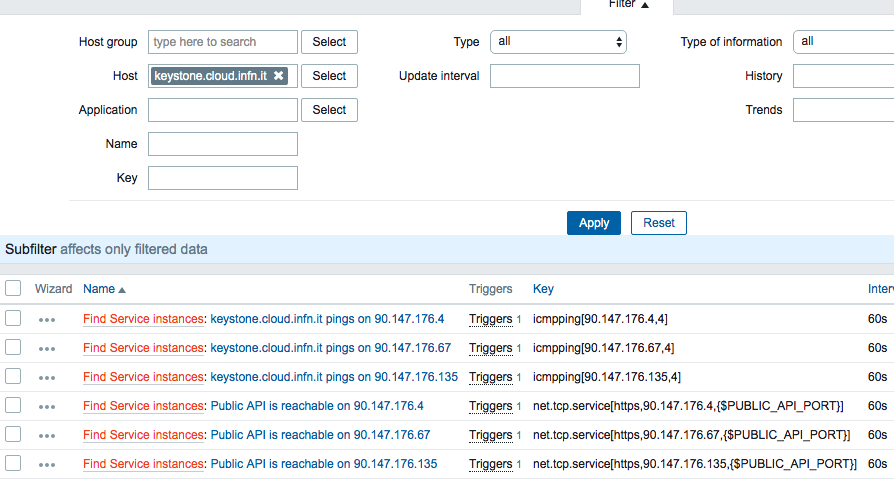 Filter ▲
Host group type here to search Select Type all Type of information all
Host keystone.cloud.infn.it ✖ Select Update interval History
Application Select Trends
Name
Key
Apply Reset
Subfilter affects only filtered data
Wizard Name ▲ Triggers Key Inter
... Find Service instances: keystone.cloud.infn.it pings on 90.147.176.4 Triggers 1 icmpping[90.147.176.4,4] 60s
... Find Service instances: keystone.cloud.infn.it pings on 90.147.176.67 Triggers 1 icmpping[90.147.176.67,4] 60s
... Find Service instances: keystone.cloud.infn.it pings on 90.147.176.135 Triggers 1 icmpping[90.147.176.135,4] 60s
... Find Service instances: Public API is reachable on 90.147.176.4 Triggers 1 net.tcp.service[https,90.147.176.4,{$PUBLIC_API_PORT}] 60s
... Find Service instances: Public API is reachable on 90.147.176.67 Triggers 1 net.tcp.service[https,90.147.176.67,{$PUBLIC_API_PORT}] 60s
... Find Service instances: Public API is reachable on 90.147.176.135 Triggers 1 net.tcp.service[https,90.147.176.135,{$PUBLIC_API_PORT}] 60s